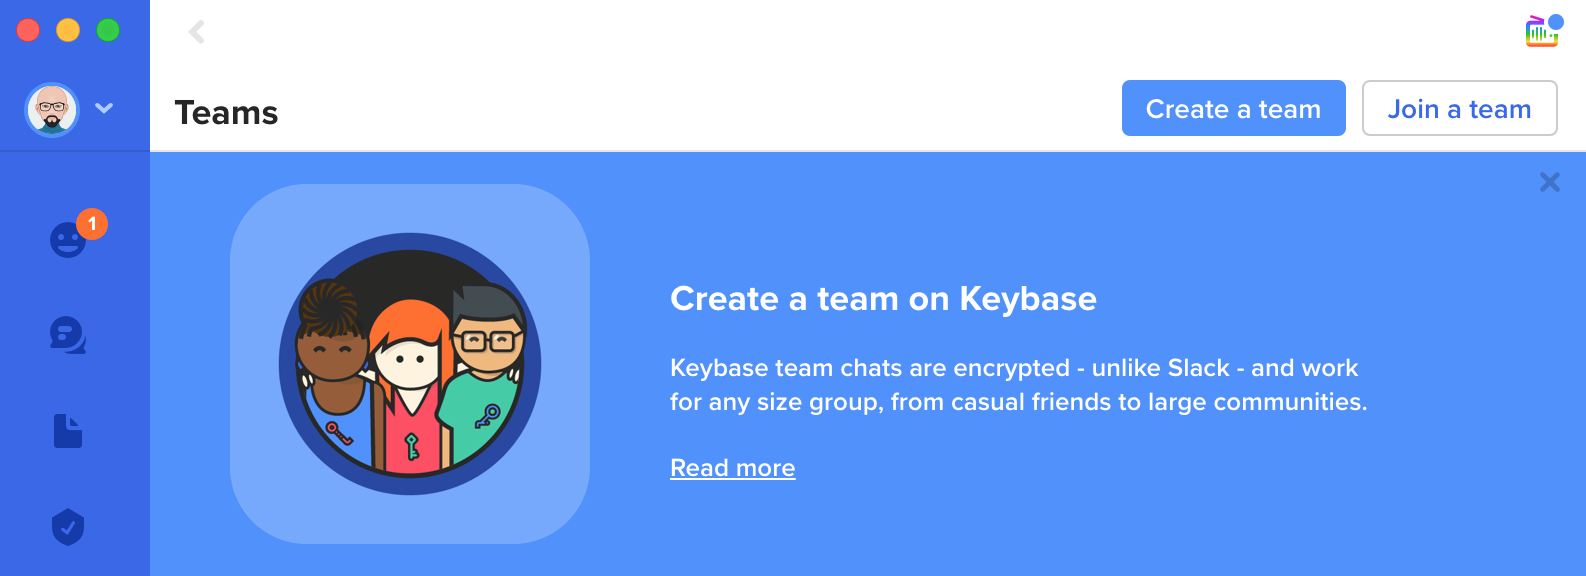 Teams
Create a team
Join a team
1
Create a team on Keybase
Keybase team chats are encrypted - unlike Slack - and work
for any size group, from casual friends to large communities.
Read more